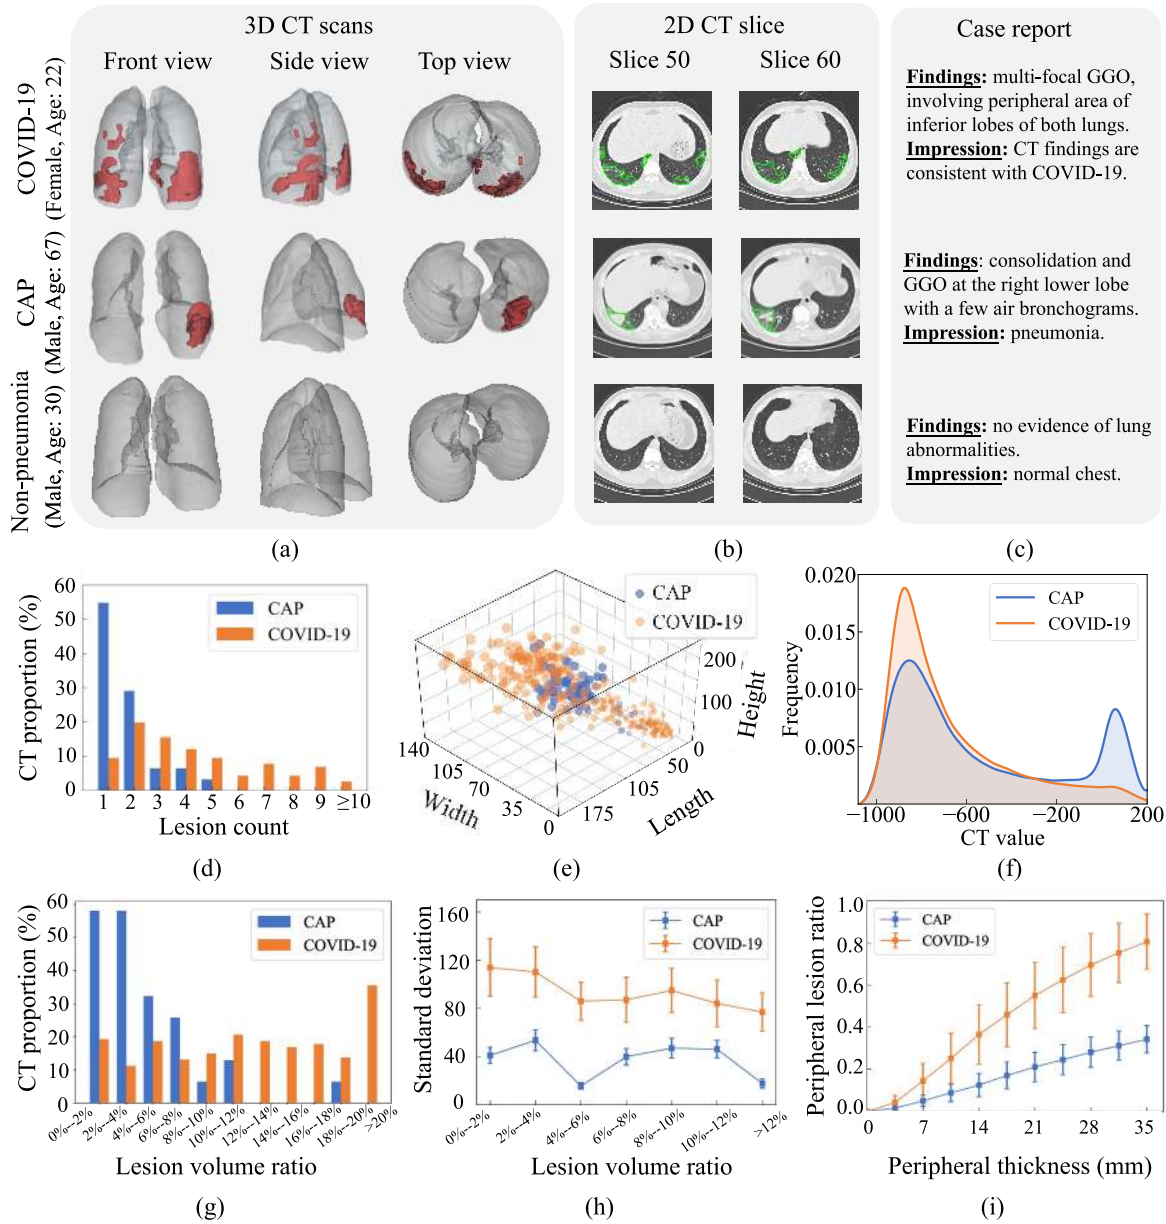 3D CT scans
2D CT slice
Case report
Front view
Side view
Top view
Slice 50
Slice 60
COVID-19
(Female, Age: 22)
Findings: multi-focal GGO,
involving peripheral area of
inferior lobes of both lungs.
Impression: CT findings are
consistent with COVID-19.
CAP
(Male, Age: 67)
Findings: consolidation and
GGO at the right lower lobe
with a few air bronchograms.
Impression: pneumonia.
Non-pneumonia
(Male, Age: 30)
Findings: no evidence of lung
abnormalities.
Impression: normal chest.
(a)
(b)
(c)
CT proportion (%)
60
50
40
30
20
10
0
CAP
COVID-19
1 2 3 4 5 6 7 8 9 ≥10
Lesion count
(d)
CAP
COVID-19
200
100
0
Height
140
105
70
35
0
Width
175
105
50
0
Length
(e)
Frequency
0.020
0.015
0.010
0.005
CAP
COVID-19
−1000 −600 −200 200
CT value
(f)
CT proportion (%)
60
50
40
30
20
10
0
CAP
COVID-19
0%--2% 2%--4% 4%--6% 6%--8% 8%--10% 10%--12% 12%--14% 14%--16% 16%--18% 18%--20% >20%
Lesion volume ratio
(g)
Standard deviation
160
120
80
40
0
CAP
COVID-19
0%--2% 2%--4% 4%--6% 6%--8% 8%--10% 10%--12% >12%
Lesion volume ratio
(h)
Peripheral lesion ratio
1.0
0.8
0.6
0.4
0.2
0.0
CAP
COVID-19
0 7 14 21 28 35
Peripheral thickness (mm)
(i)